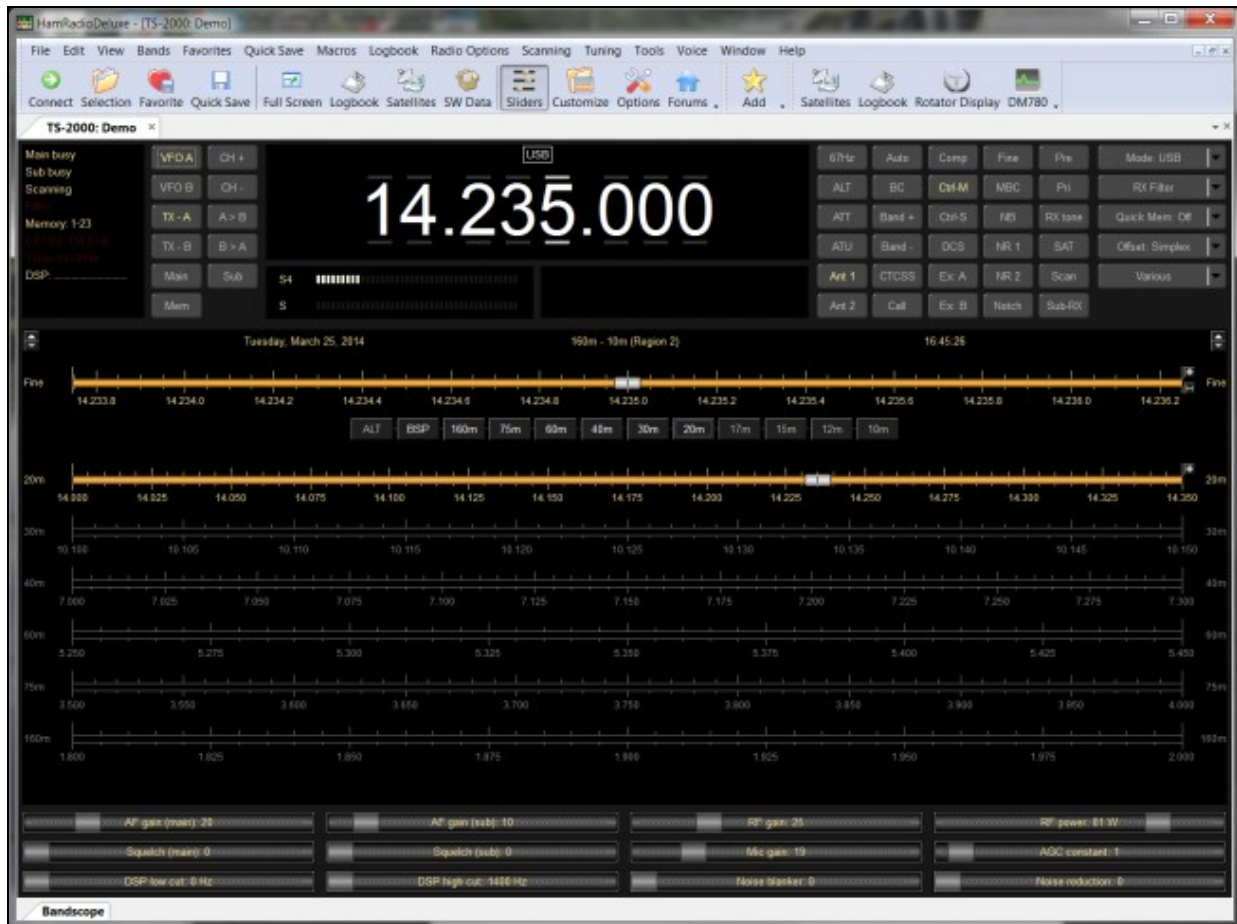 HamRadioDeluxe - [TS-2000: Demo]
File Edit View Bands Favorites Quick Save Macros Logbook Radio Options Scanning Tuning Tools Voice Window Help
Connect Selection Favorite Quick Save Full Screen Logbook Satellites SW Data Sliders Customize Options Forums Add Satellites Logbook Rotator Display DM780
TS-2000: Demo
Main busy VFO A CH + USB 67Hz Auto Comp Fine Pre Mode: USB
Sub busy
Scanning VFO B CH - 14.235.000 ALT BC Ctrl-M MBC Pri RX Filter
Memory: 1-23 TX - A A > B ATT Band + Ctrl-S NB RX tone Quick Mem: Off
TX - B B > A ATU Band - DCS NR 1 SAT Offset: Simplex
DSP: Main Sub S4 Ant 1 CTCSS Ex: A NR 2 Scan Various
Mem S Ant 2 Call Ex: B Notch Sub-RX
Tuesday, March 25, 2014 160m - 10m (Region 2) 16:45:26
Fine Fine
14.233.8 14.234.0 14.234.2 14.234.4 14.234.6 14.234.8 14.235.0 14.235.2 14.235.4 14.235.6 14.235.8 14.236.0 14.236.2
ALT BSP 160m 75m 60m 40m 30m 20m 17m 15m 12m 10m
20m 20m
14.000 14.025 14.050 14.075 14.100 14.125 14.150 14.175 14.200 14.225 14.250 14.275 14.300 14.325 14.350
30m 30m
10.100 10.105 10.110 10.115 10.120 10.125 10.130 10.135 10.140 10.145 10.150
40m 40m
7.000 7.025 7.050 7.075 7.100 7.125 7.150 7.175 7.200 7.225 7.250 7.275 7.300
60m 60m
5.250 5.275 5.300 5.325 5.350 5.375 5.400 5.425 5.450
75m 75m
3.500 3.550 3.600 3.650 3.700 3.750 3.800 3.850 3.900 3.950 4.000
160m 160m
1.800 1.825 1.850 1.875 1.900 1.925 1.950 1.975 2.000
AF gain (main): 20 AF gain (sub): 10 RF gain: 25 RF power: 81 W
Squelch (main): 0 Squelch (sub): 0 Mic gain: 19 AGC constant: 1
DSP low cut: 0 Hz DSP high cut: 1400 Hz Noise blanker: 0 Noise reduction: 0
Bandscope